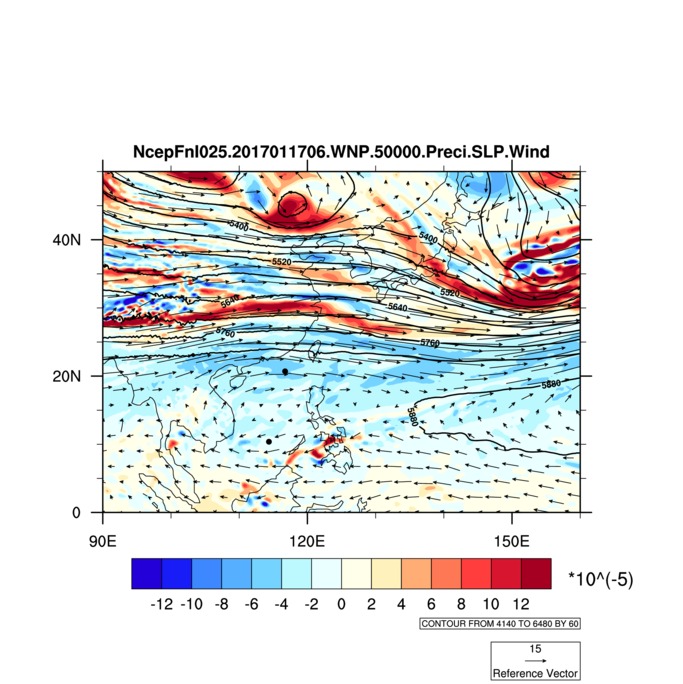 NcepFnl025.2017011706.WNP.50000.Preci.SLP.Wind
5400
5400
40N
5520
5520
5640
5640
5760
5760
20N
5880
5880
0
90E 120E 150E
*10^(-5)
-12 -10 -8 -6 -4 -2 0 2 4 6 8 10 12
CONTOUR FROM 4140 TO 6480 BY 60
15
Reference Vector